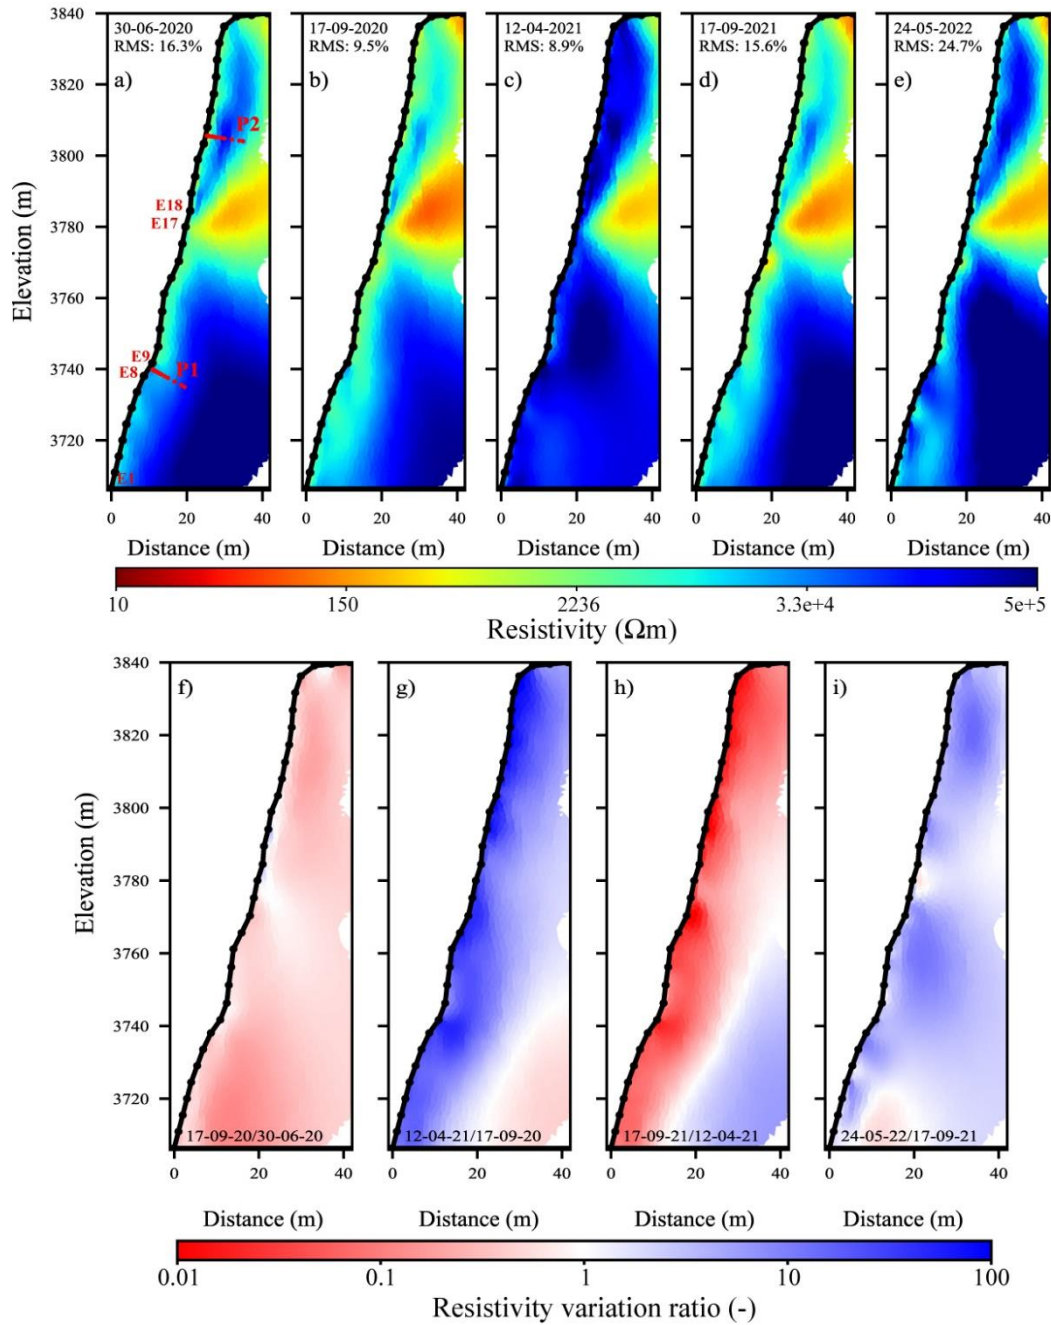 30-06-2020
RMS: 16.3%
a)
17-09-2020
RMS: 9.5%
b)
12-04-2021
RMS: 8.9%
c)
17-09-2021
RMS: 15.6%
d)
24-05-2022
RMS: 24.7%
e)
3840
3820
3800
3780
3760
3740
3720
Elevation (m)
P2
E18
E17
E9
E8
P1
E1
0 20 40
0 20 40
0 20 40
0 20 40
0 20 40
Distance (m)
Distance (m)
Distance (m)
Distance (m)
Distance (m)
10 150 2236 3.3e+4 5e+5
Resistivity (Ωm)
f)
g)
h)
i)
3840
3820
3800
3780
3760
3740
3720
Elevation (m)
17-09-20/30-06-20
12-04-21/17-09-20
17-09-21/12-04-21
24-05-22/17-09-21
0 20 40
0 20 40
0 20 40
0 20 40
Distance (m)
Distance (m)
Distance (m)
Distance (m)
0.01 0.1 1 10 100
Resistivity variation ratio (-)